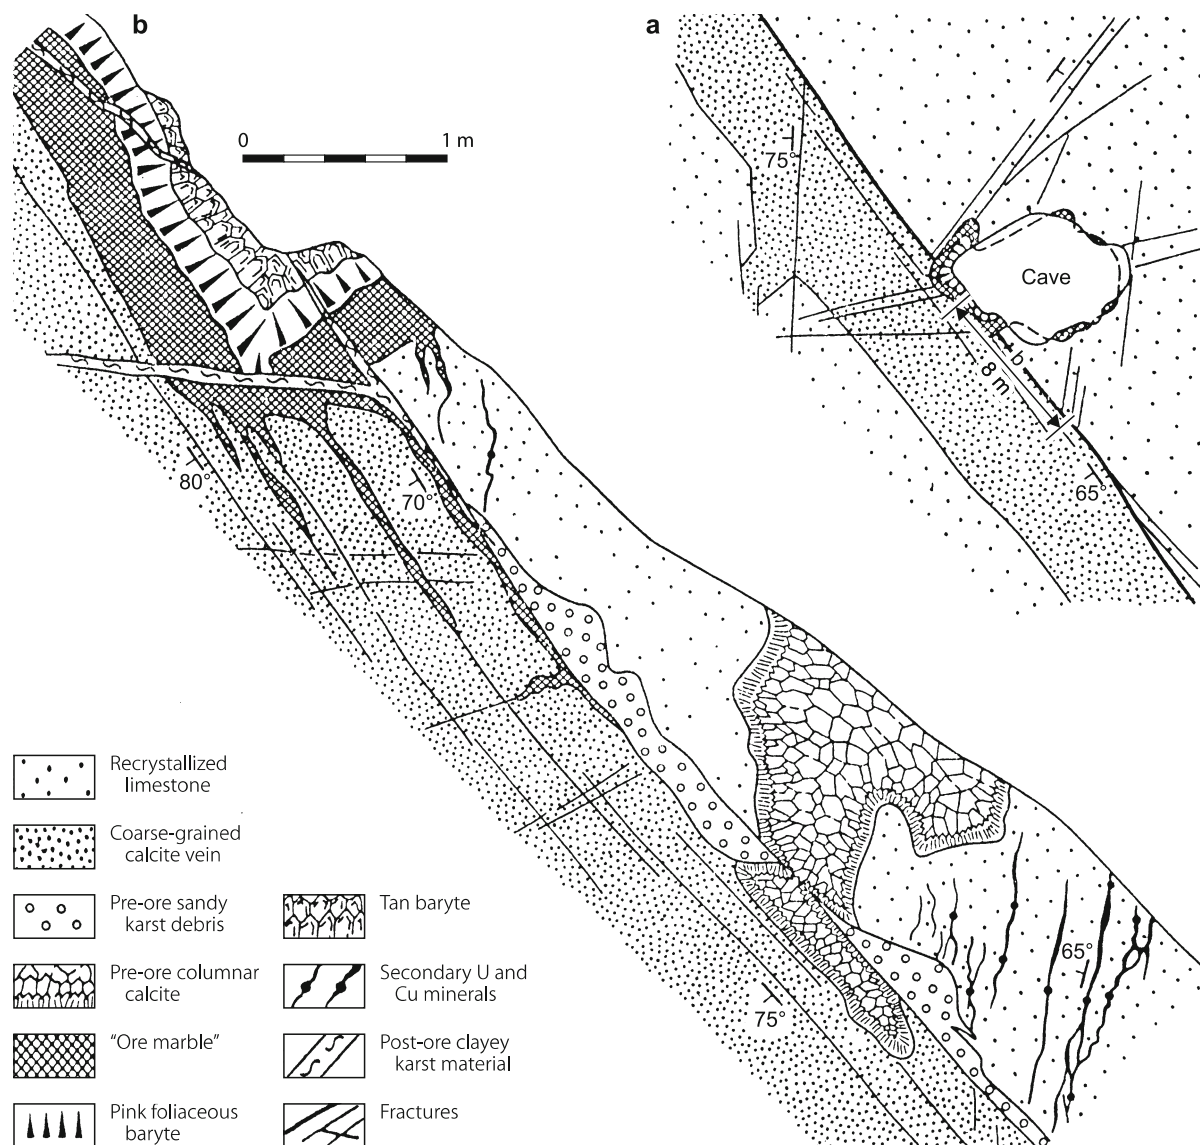 b
a
0
1 m
75°
Cave
b
8 m
65°
80°
70°
65°
75°
Recrystallized
limestone
Coarse-grained
calcite vein
Pre-ore sandy
karst debris
Pre-ore columnar
calcite
"Ore marble"
Pink foliaceous
baryte
Tan baryte
Secondary U and
Cu minerals
Post-ore clayey
karst material
Fractures